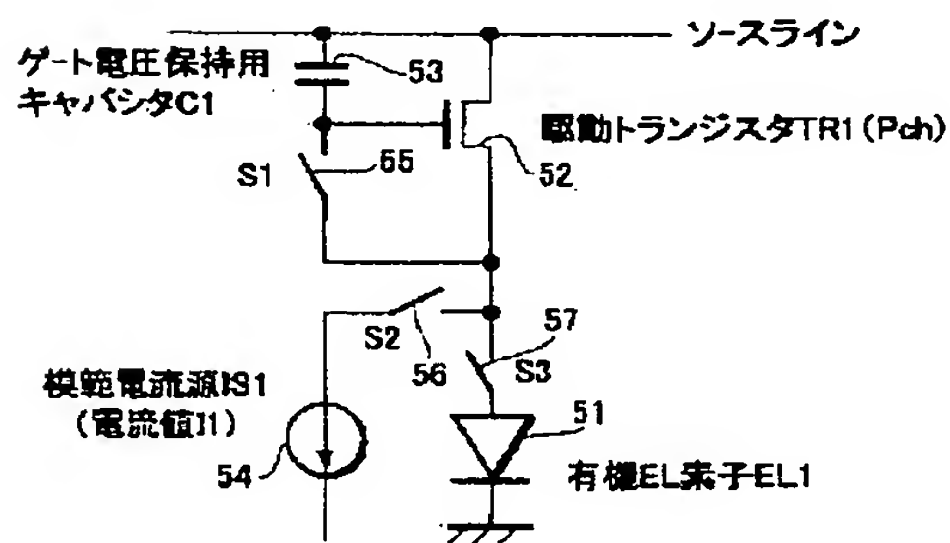 ソースライン
ゲート電圧保持用
キャパシタC1
53
駆動トランジスタTR1(Pch)
52
S1
55
S2
56
57
S3
模範電流源IS1
(電流値I1)
54
51
有機EL素子EL1